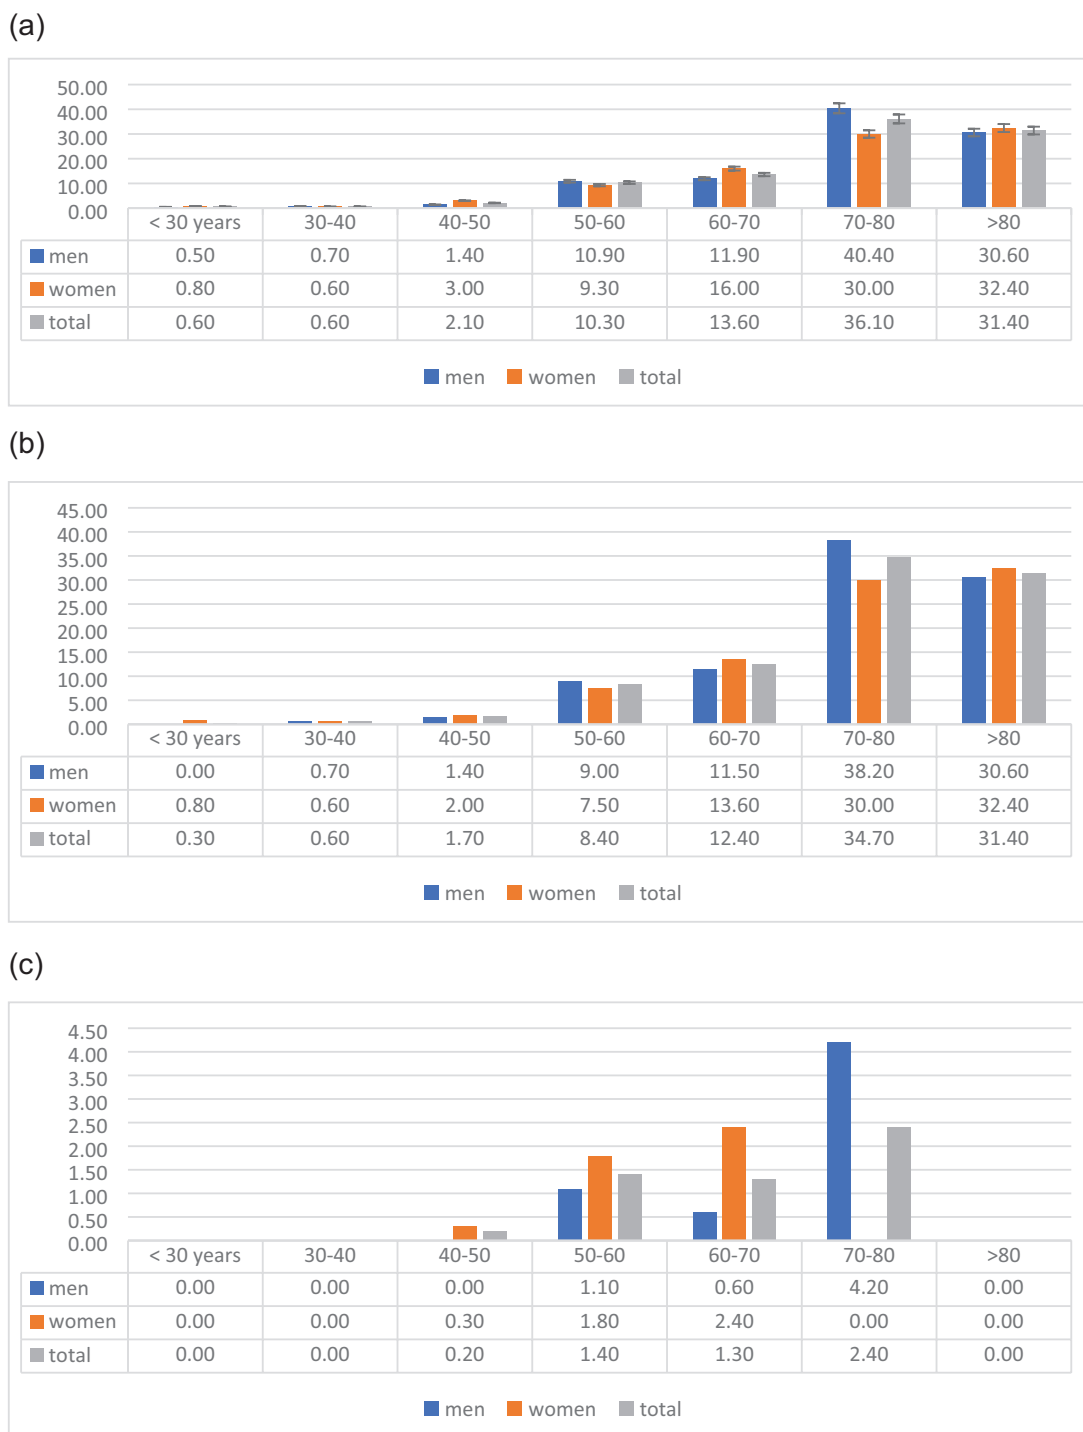 (a)
50.00
40.00
30.00
20.00
10.00
0.00
< 30 years 30-40 40-50 50-60 60-70 70-80 >80
men 0.50 0.70 1.40 10.90 11.90 40.40 30.60
women 0.80 0.60 3.00 9.30 16.00 30.00 32.40
total 0.60 0.60 2.10 10.30 13.60 36.10 31.40
men women total
(b)
45.00
40.00
35.00
30.00
25.00
20.00
15.00
10.00
5.00
0.00
< 30 years 30-40 40-50 50-60 60-70 70-80 >80
men 0.00 0.70 1.40 9.00 11.50 38.20 30.60
women 0.80 0.60 2.00 7.50 13.60 30.00 32.40
total 0.30 0.60 1.70 8.40 12.40 34.70 31.40
men women total
(c)
4.50
4.00
3.50
3.00
2.50
2.00
1.50
1.00
0.50
0.00
< 30 years 30-40 40-50 50-60 60-70 70-80 >80
men 0.00 0.00 0.00 1.10 0.60 4.20 0.00
women 0.00 0.00 0.30 1.80 2.40 0.00 0.00
total 0.00 0.00 0.20 1.40 1.30 2.40 0.00
men women total